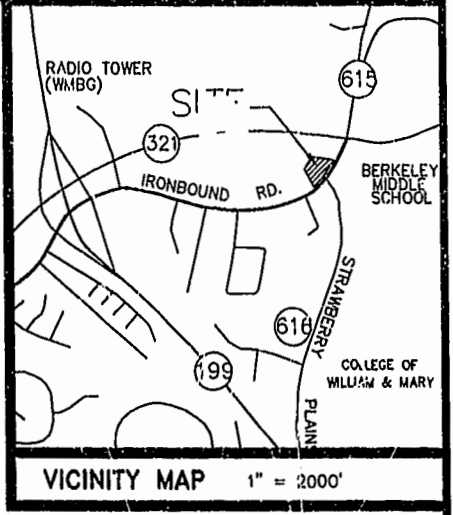 RADIO TOWER
(WMBG)
615
321
IRONBOUND RD.
BERKELEY
MIDDLE
SCHOOL
STRAWBERRY
PLAINS
616
199
COLLEGE OF
WILLIAM & MARY
VICINITY MAP 1" = 2000'